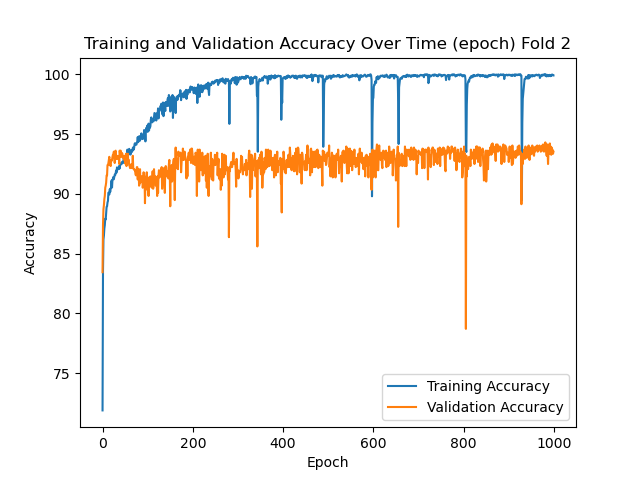 Training and Validation Accuracy Over Time (epoch) Fold 2
100
95
90
85
80
75
Accuracy
0 200 400 600 800 1000
Epoch
Training Accuracy
Validation Accuracy